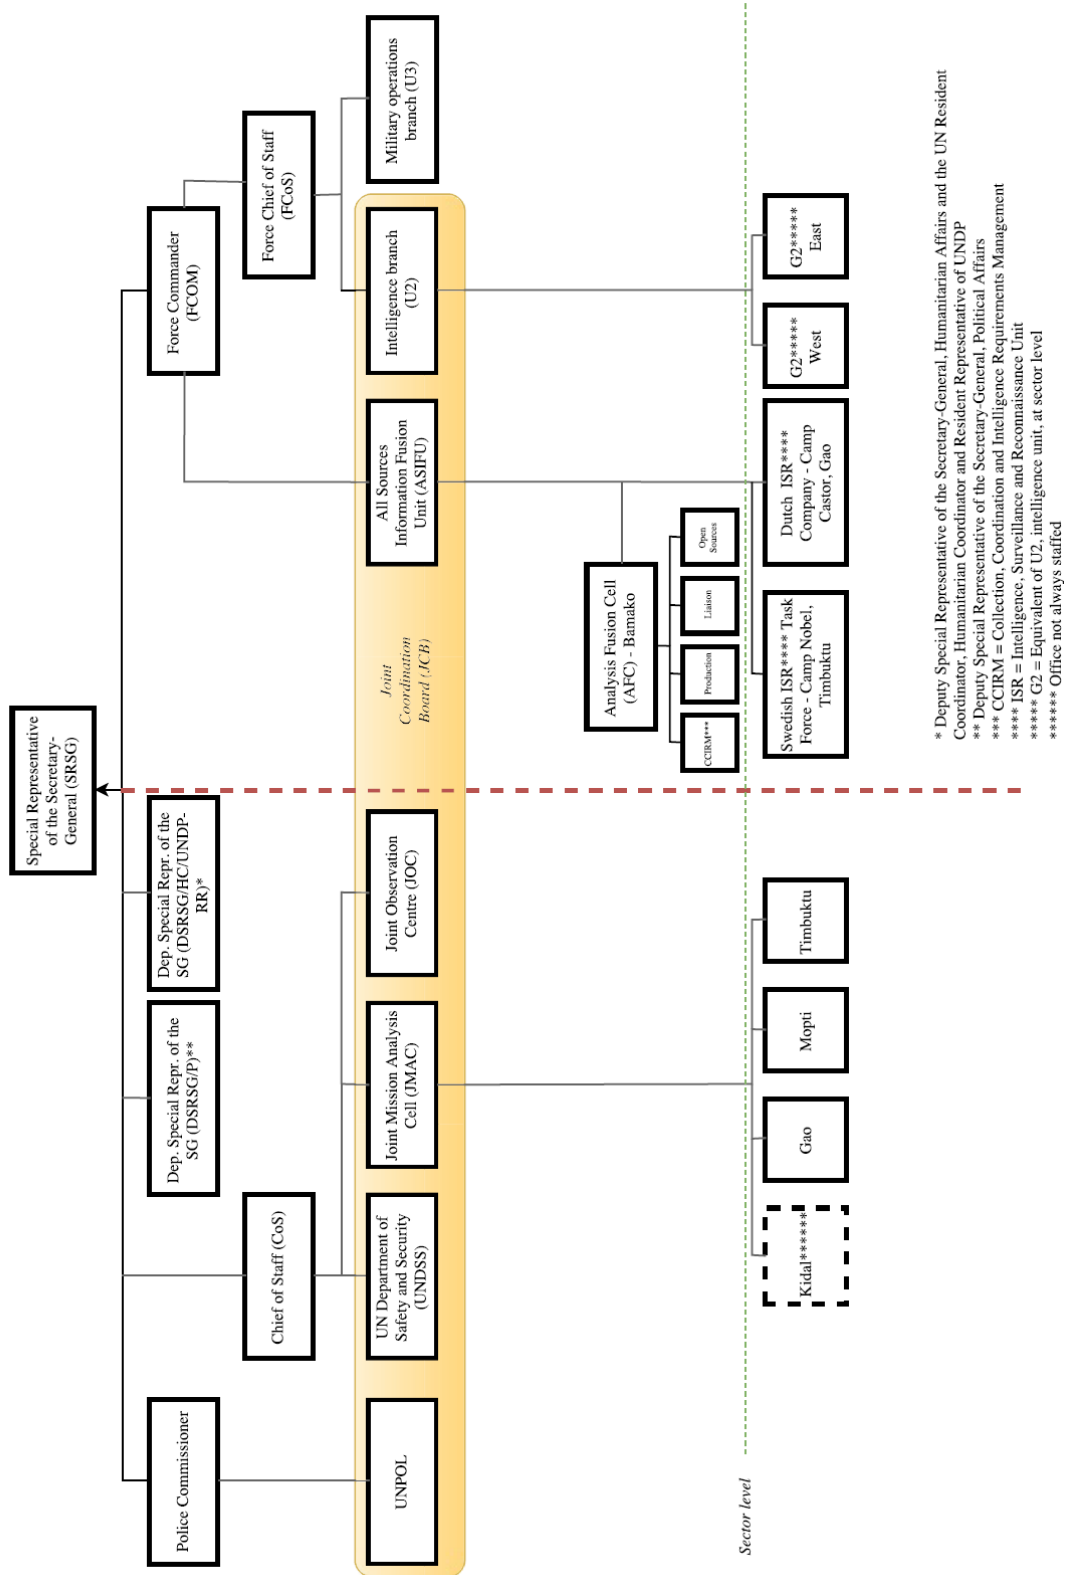 Special Representative
of the Secretary-
General (SRSG)
Police Commissioner
Dep. Special Repr. of the
SG (DSRSG/P)**
Dep. Special Repr. of the
SG (DSRSG/HC/UNDP-
RR)*
Force Commander
(FCOM)
Chief of Staff (CoS)
Force Chief of Staff
(FCoS)
UNPOL
UN Department of
Safety and Security
(UNDSS)
Joint Mission Analysis
Cell (JMAC)
Joint Observation
Centre (JOC)
Joint
Coordination
Board (JCB)
All Sources
Information Fusion
Unit (ASIFU)
Intelligence branch
(U2)
Military operations
branch (U3)
Analysis Fusion Cell
(AFC) - Bamako
CCIRM***
Production
Liaison
Open
Sources
Sector level
Kidal******
Gao
Mopti
Timbuktu
Swedish ISR**** Task
Force - Camp Nobel,
Timbuktu
Dutch ISR****
Company - Camp
Castor, Gao
G2*****
West
G2*****
East
* Deputy Special Representative of the Secretary-General, Humanitarian Affairs and the UN Resident
Coordinator, Humanitarian Coordinator and Resident Representative of UNDP
** Deputy Special Representative of the Secretary-General, Political Affairs
*** CCIRM = Collection, Coordination and Intelligence Requirements Management
**** ISR = Intelligence, Surveillance and Reconnaissance Unit
***** G2 = Equivalent of U2, intelligence unit, at sector level
****** Office not always staffed